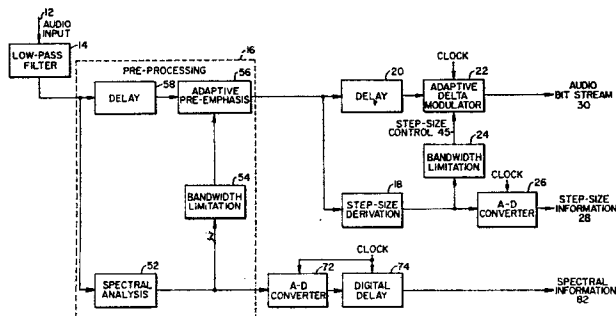 12
AUDIO
INPUT
14
LOW-PASS
FILTER
16
PRE-PROCESSING
DELAY
58
56
ADAPTIVE
PRE-EMPHASIS
54
BANDWIDTH
LIMITATION
52
SPECTRAL
ANALYSIS
20
DELAY
CLOCK
22
ADAPTIVE
DELTA
MODULATOR
AUDIO
BIT STREAM
30
STEP-SIZE
CONTROL 45
24
BANDWIDTH
LIMITATION
18
STEP-SIZE
DERIVATION
CLOCK
26
A-D
CONVERTER
STEP-SIZE
INFORMATION
28
CLOCK
72
A-D
CONVERTER
74
DIGITAL
DELAY
SPECTRAL
INFORMATION
82